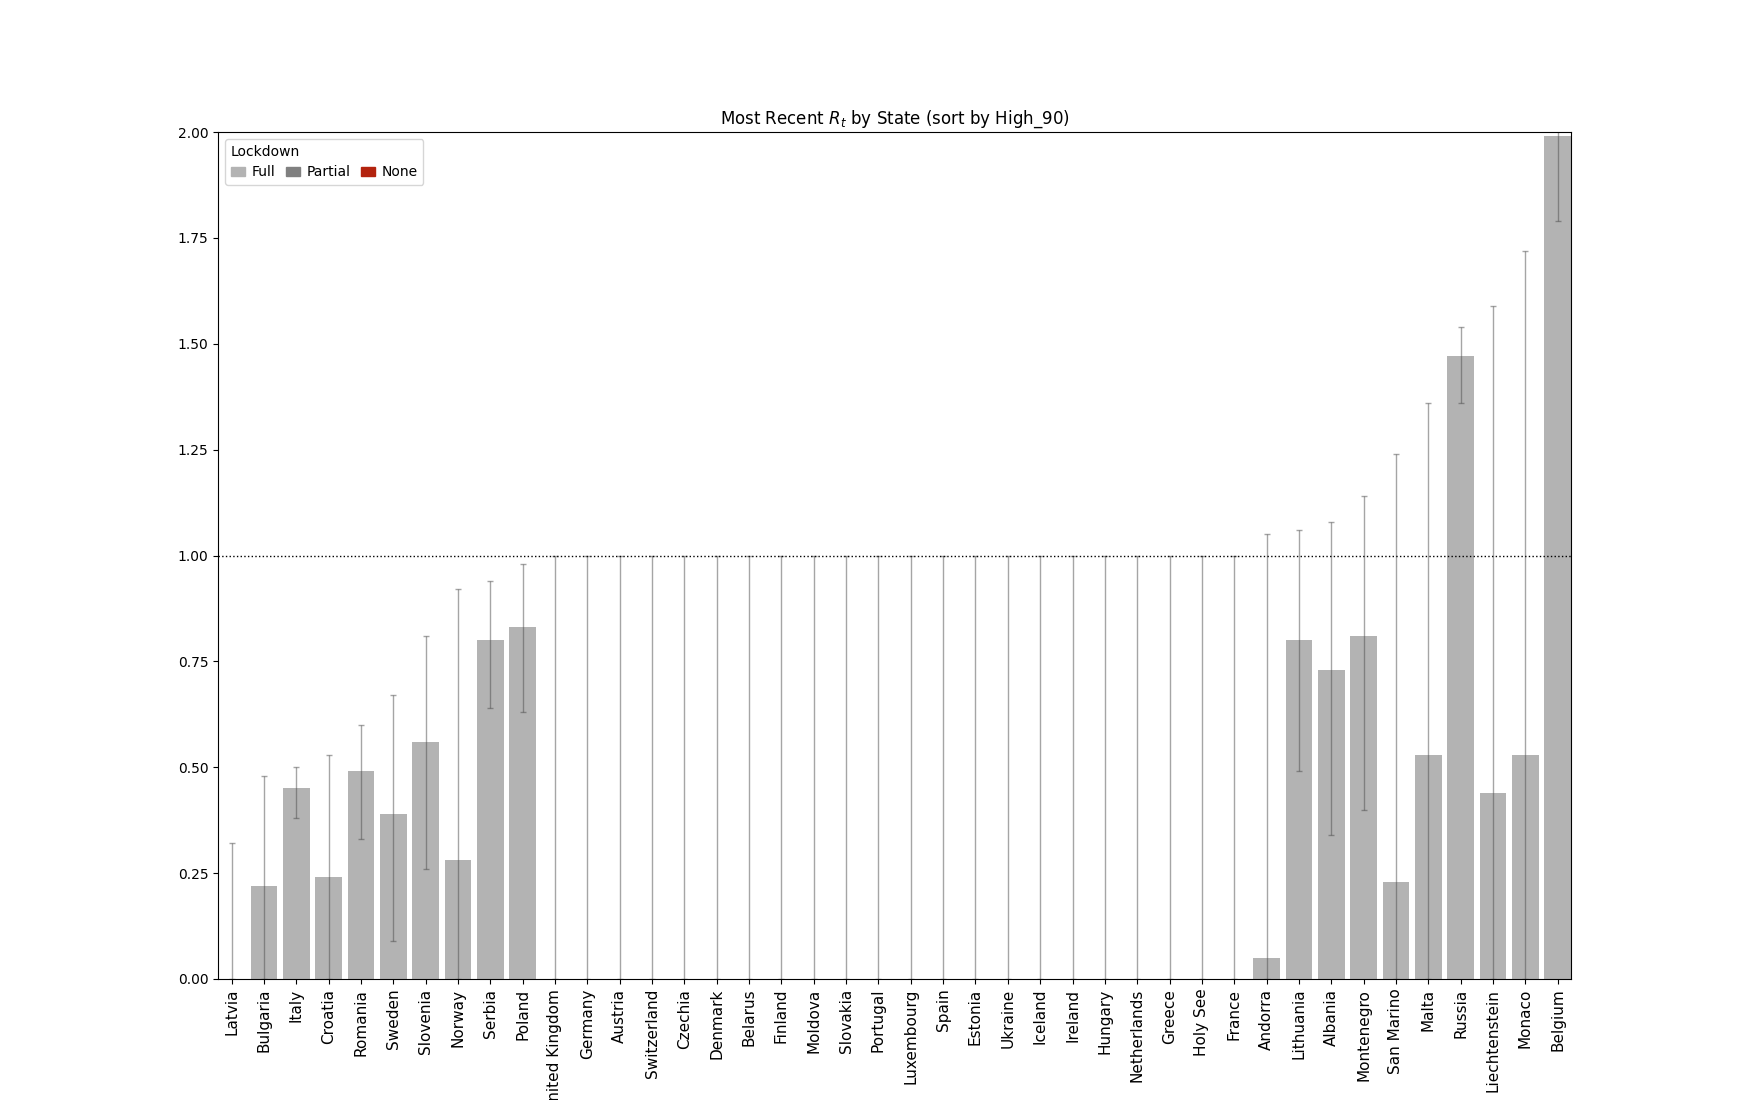 Most Recent R_t by State (sort by High_90)
Lockdown
Full Partial None
2.00
1.75
1.50
1.25
1.00
0.75
0.50
0.25
0.00
Latvia
Bulgaria
Italy
Croatia
Romania
Sweden
Slovenia
Norway
Serbia
Poland
nited Kingdom
Germany
Austria
Switzerland
Czechia
Denmark
Belarus
Finland
Moldova
Slovakia
Portugal
Luxembourg
Spain
Estonia
Ukraine
Iceland
Ireland
Hungary
Netherlands
Greece
Holy See
France
Andorra
Lithuania
Albania
Montenegro
San Marino
Malta
Russia
Liechtenstein
Monaco
Belgium